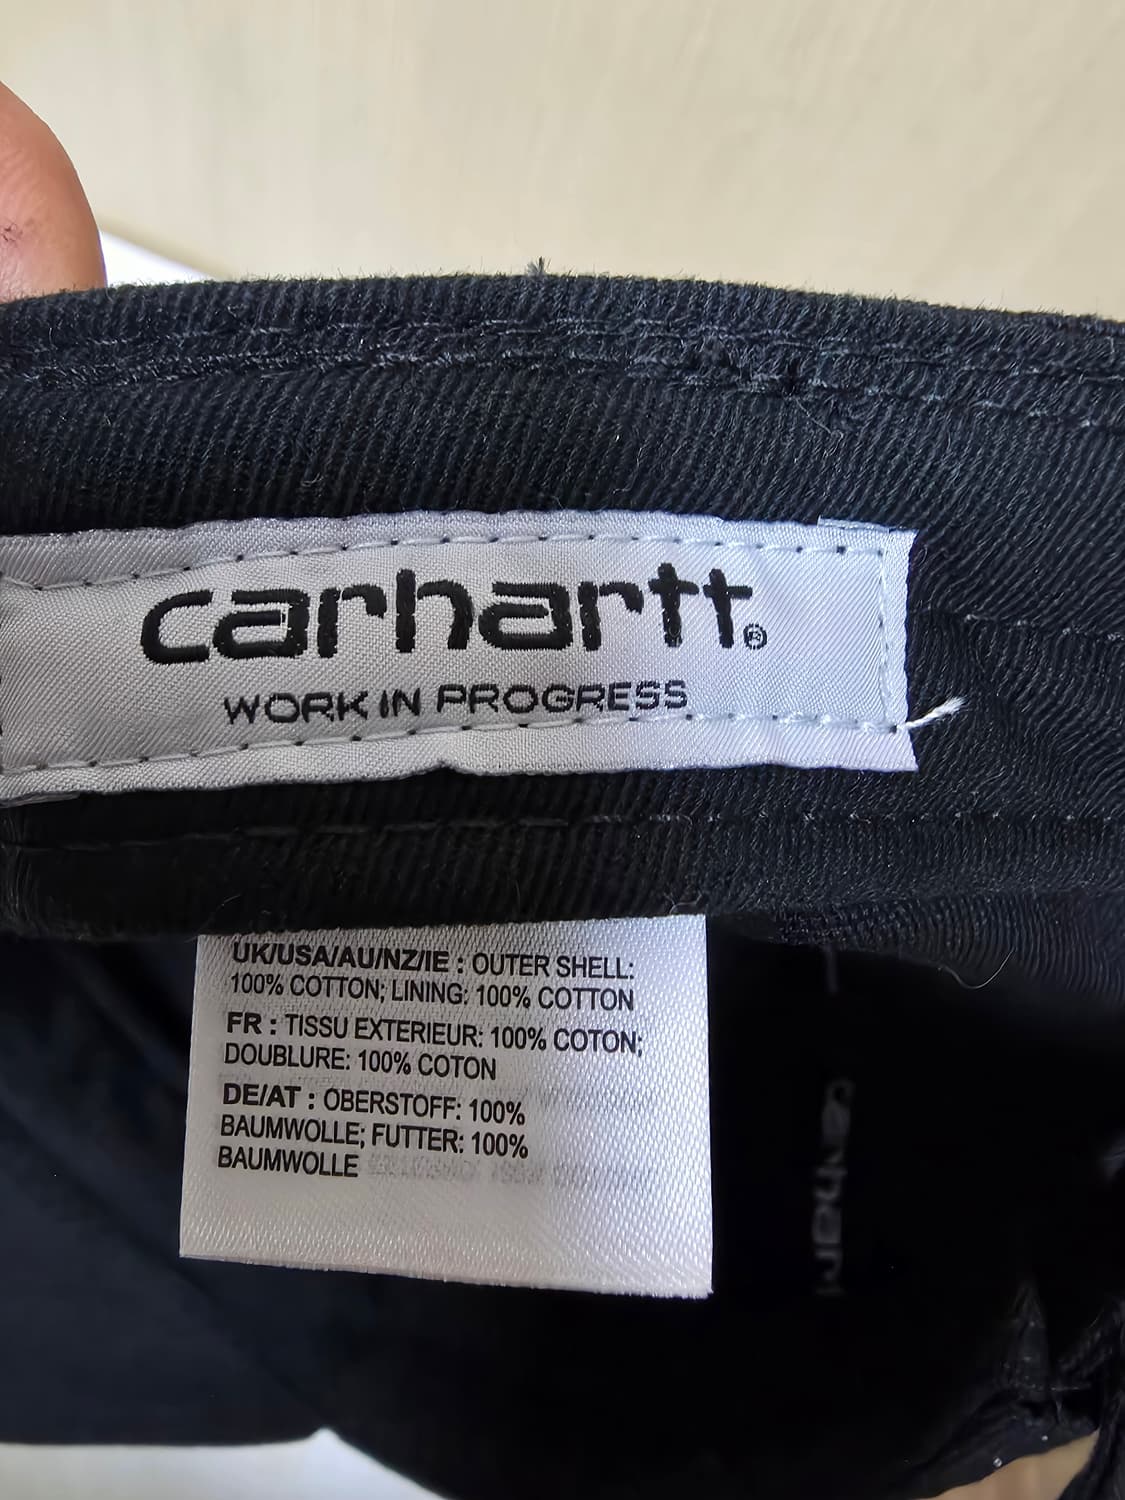 carhartt®
WORK IN PROGRESS
UK/USA/AU/NZ/IE : OUTER SHELL:
100% COTTON; LINING: 100% COTTON
FR : TISSU EXTERIEUR: 100% COTON;
DOUBLURE: 100% COTON
DE/AT : OBERSTOFF: 100%
BAUMWOLLE; FUTTER: 100%
BAUMWOLLE
carhartt